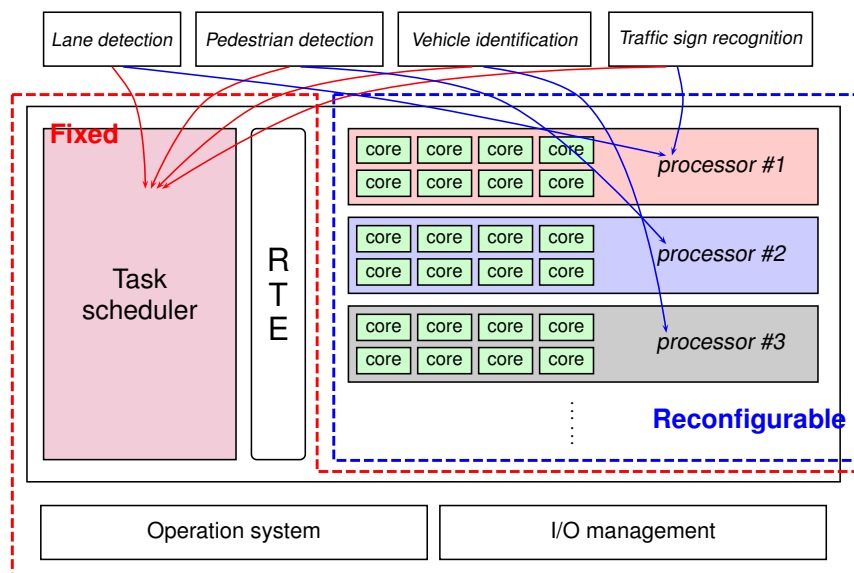 Lane detection
Pedestrian detection
Vehicle identification
Traffic sign recognition
Fixed
Task
scheduler
R
T
E
core core core core
core core core core
processor #1
core core core core
core core core core
processor #2
core core core core
core core core core
processor #3
Reconfigurable
Operation system
I/O management